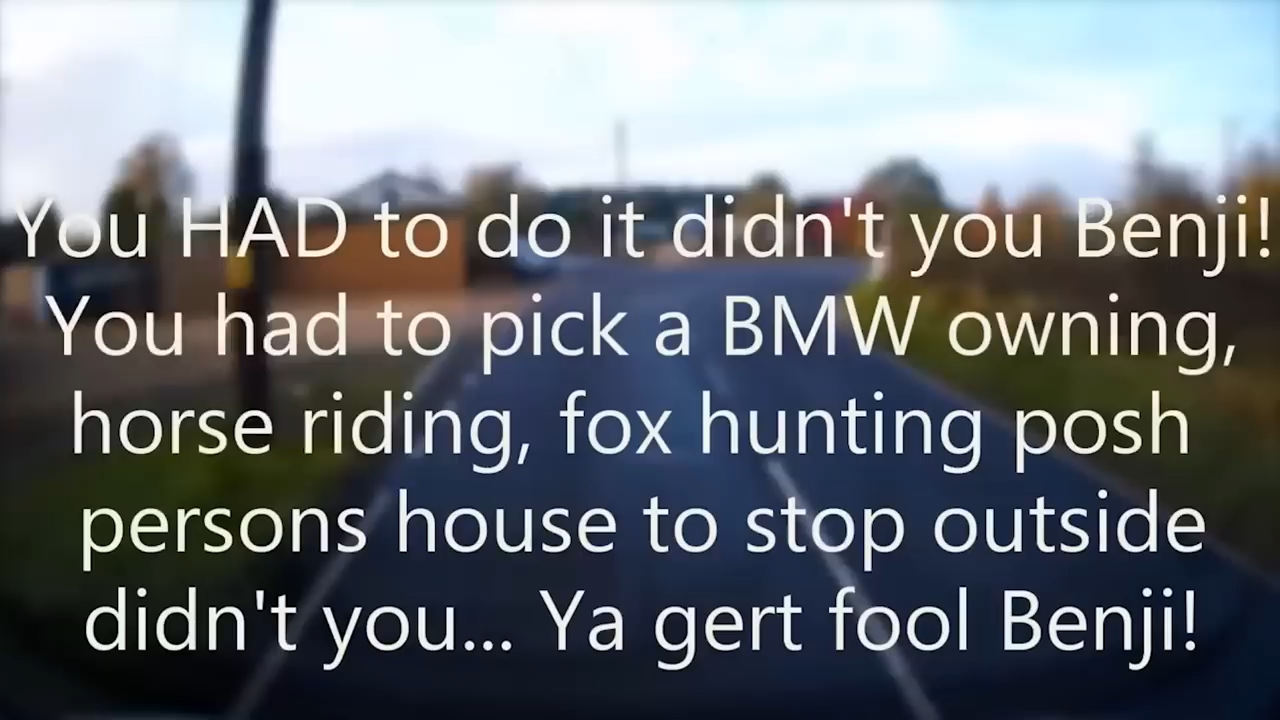 You HAD to do it didn't you Benji!
You had to pick a BMW owning,
horse riding, fox hunting posh
persons house to stop outside
didn't you... Ya gert fool Benji!